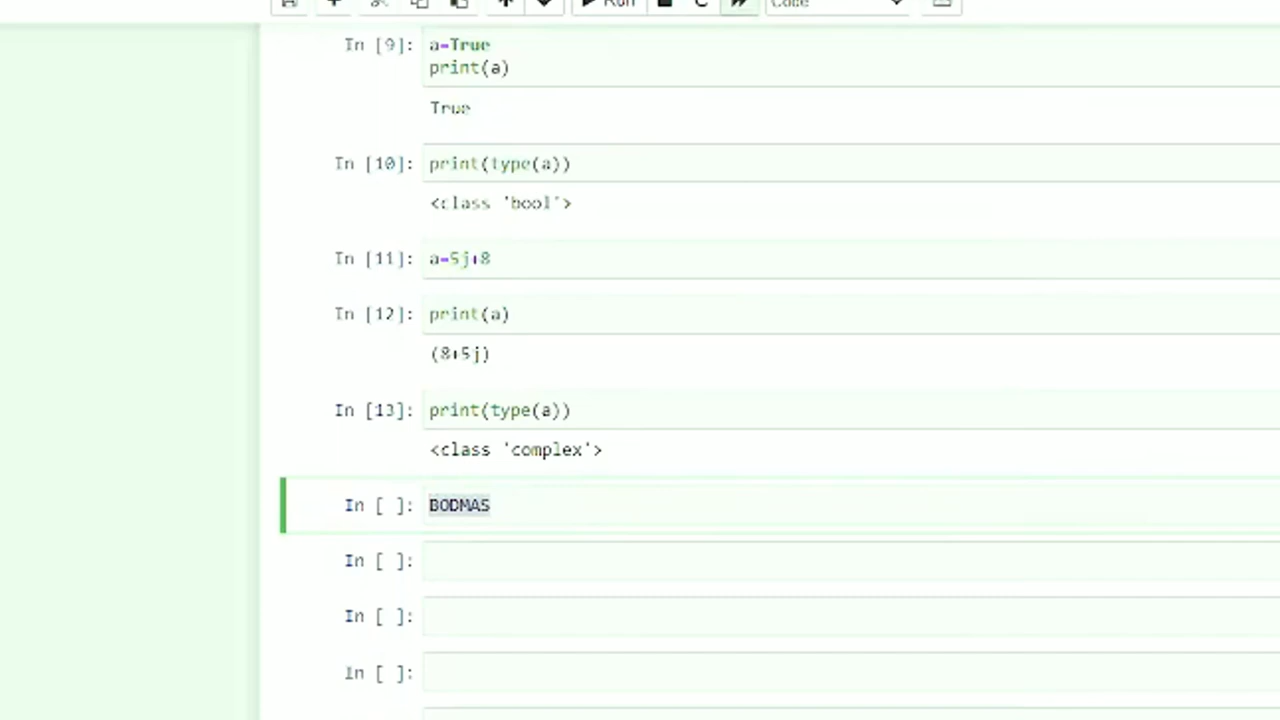 Run
Code
In [9]: a=True
print(a)
True
In [10]: print(type(a))
<class 'bool'>
In [11]: a=5j+8
In [12]: print(a)
(8+5j)
In [13]: print(type(a))
<class 'complex'>
In [ ]: BODMAS
In [ ]:
In [ ]:
In [ ]: